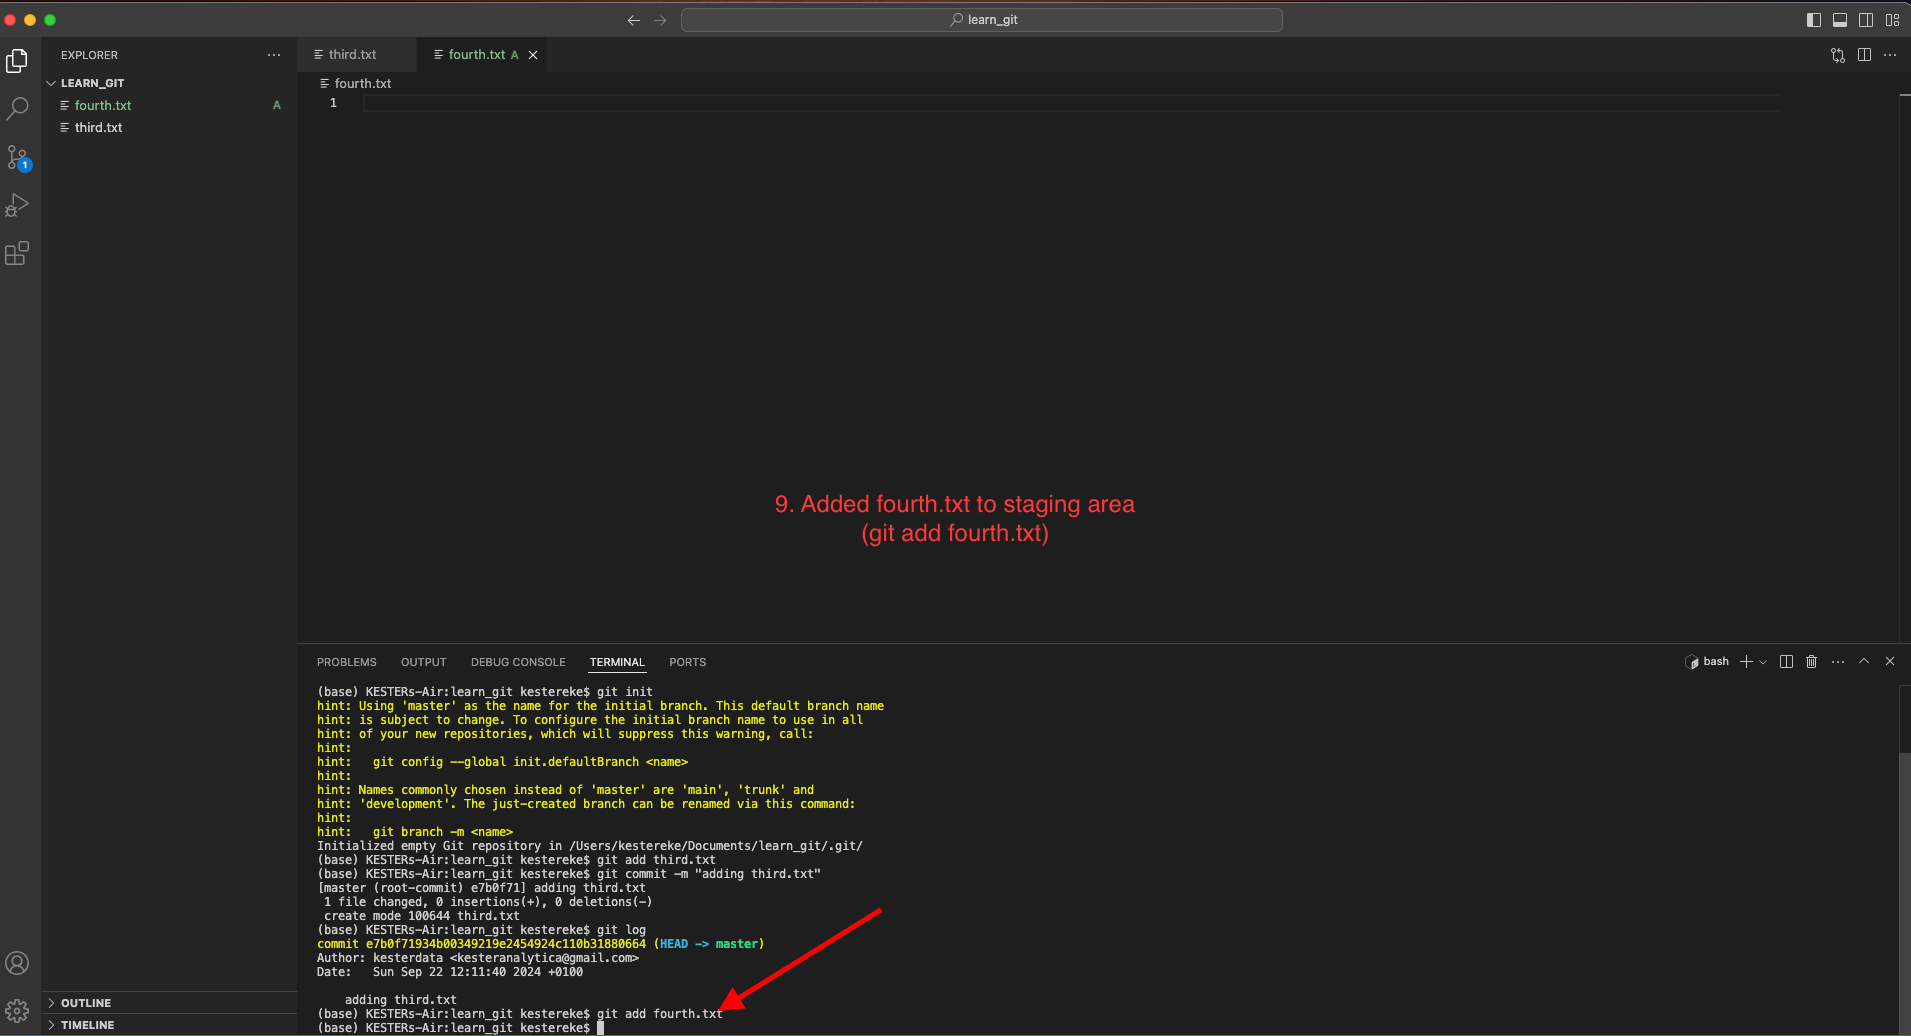 learn_git
EXPLORER
LEARN_GIT
fourth.txt A
third.txt
1
OUTLINE
TIMELINE
third.txt
fourth.txt A
fourth.txt
1
9. Added fourth.txt to staging area
(git add fourth.txt)
PROBLEMS OUTPUT DEBUG CONSOLE TERMINAL PORTS
bash
(base) KESTERs-Air:learn_git kestereke$ git init
hint: Using 'master' as the name for the initial branch. This default branch name
hint: is subject to change. To configure the initial branch name to use in all
hint: of your new repositories, which will suppress this warning, call:
hint:
hint:   git config --global init.defaultBranch <name>
hint:
hint: Names commonly chosen instead of 'master' are 'main', 'trunk' and
hint: 'development'. The just-created branch can be renamed via this command:
hint:
hint:   git branch -m <name>
Initialized empty Git repository in /Users/kestereke/Documents/learn_git/.git/
(base) KESTERs-Air:learn_git kestereke$ git add third.txt
(base) KESTERs-Air:learn_git kestereke$ git commit -m "adding third.txt"
[master (root-commit) e7b0f71] adding third.txt
 1 file changed, 0 insertions(+), 0 deletions(-)
 create mode 100644 third.txt
(base) KESTERs-Air:learn_git kestereke$ git log
commit e7b0f71934b00349219e2454924c110b31880664 (HEAD -> master)
Author: kesterdata <kesteranalytica@gmail.com>
Date:   Sun Sep 22 12:11:40 2024 +0100
    adding third.txt
(base) KESTERs-Air:learn_git kestereke$ git add fourth.txt
(base) KESTERs-Air:learn_git kestereke$